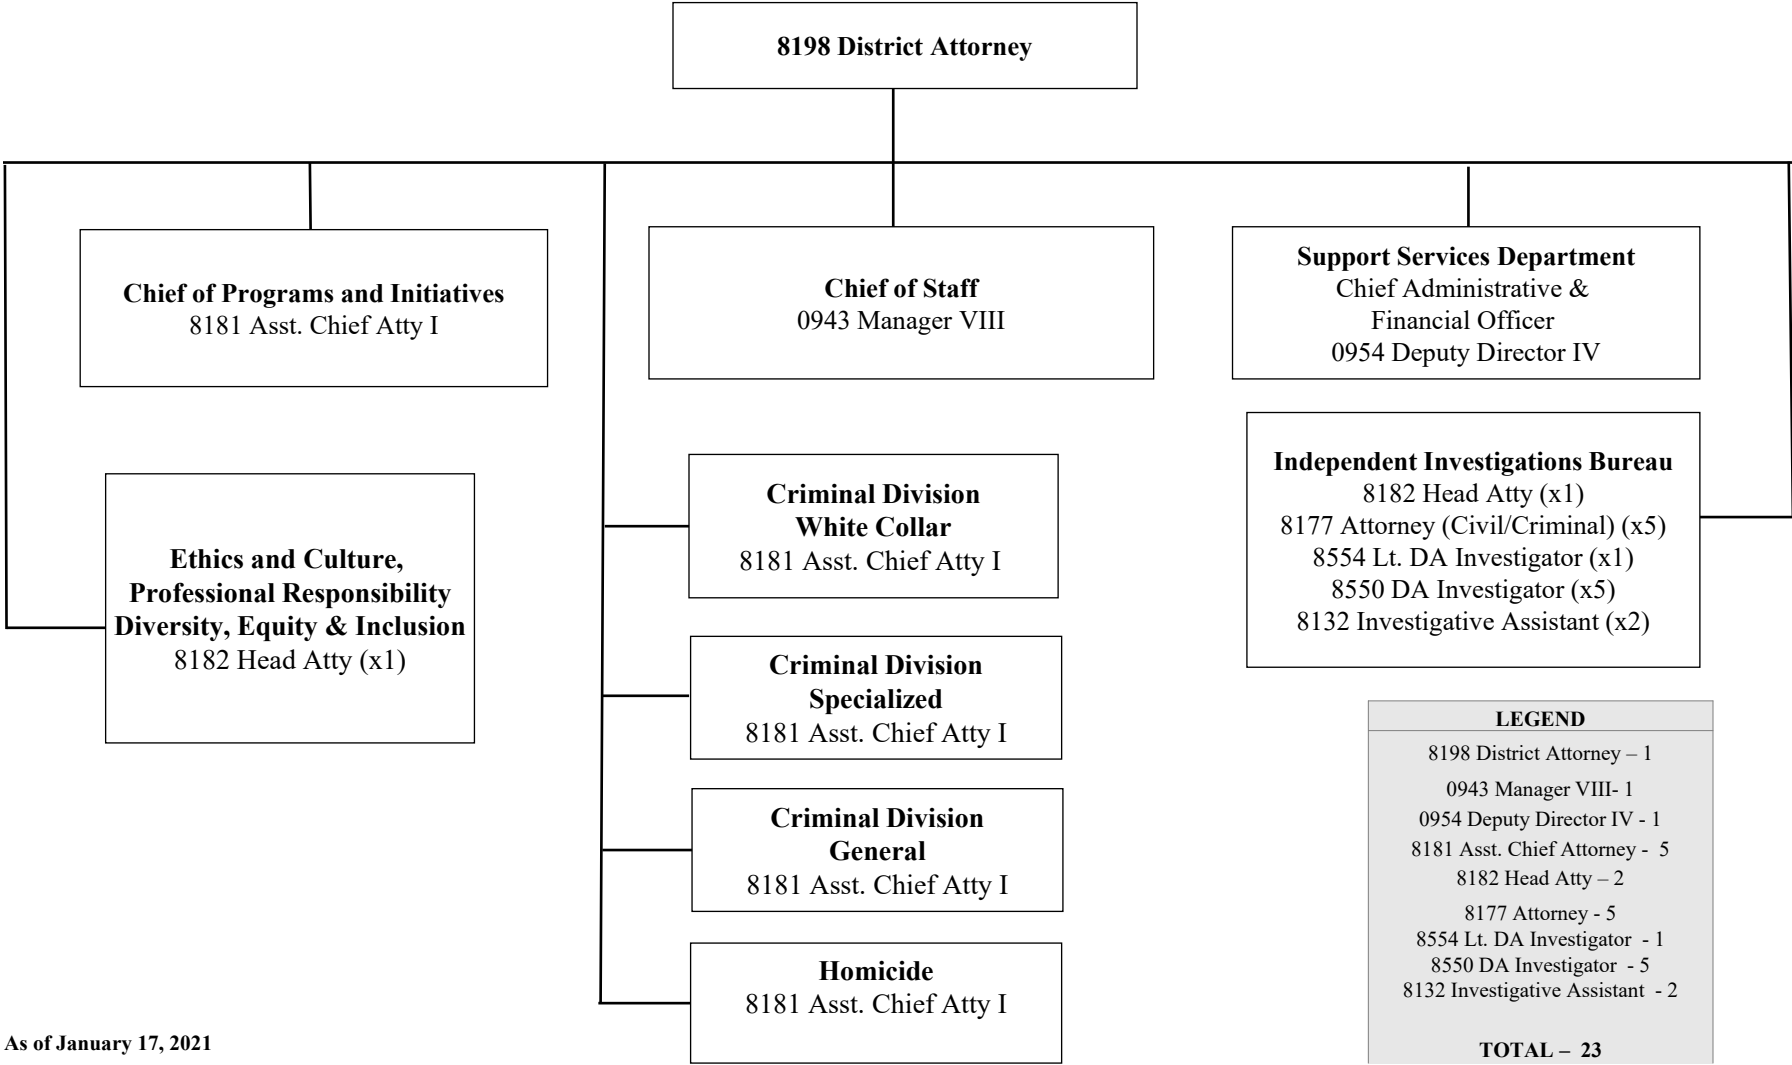 8198 District Attorney
Chief of Programs and Initiatives
8181 Asst. Chief Atty I
Chief of Staff
0943 Manager VIII
Support Services Department
Chief Administrative &
Financial Officer
0954 Deputy Director IV
Ethics and Culture,
Professional Responsibility
Diversity, Equity & Inclusion
8182 Head Atty (x1)
Criminal Division
White Collar
8181 Asst. Chief Atty I
Criminal Division
Specialized
8181 Asst. Chief Atty I
Criminal Division
General
8181 Asst. Chief Atty I
Homicide
8181 Asst. Chief Atty I
Independent Investigations Bureau
8182 Head Atty (x1)
8177 Attorney (Civil/Criminal) (x5)
8554 Lt. DA Investigator (x1)
8550 DA Investigator (x5)
8132 Investigative Assistant (x2)
LEGEND
8198 District Attorney – 1
0943 Manager VIII- 1
0954 Deputy Director IV - 1
8181 Asst. Chief Attorney - 5
8182 Head Atty – 2
8177 Attorney - 5
8554 Lt. DA Investigator - 1
8550 DA Investigator - 5
8132 Investigative Assistant - 2
TOTAL – 23
As of January 17, 2021